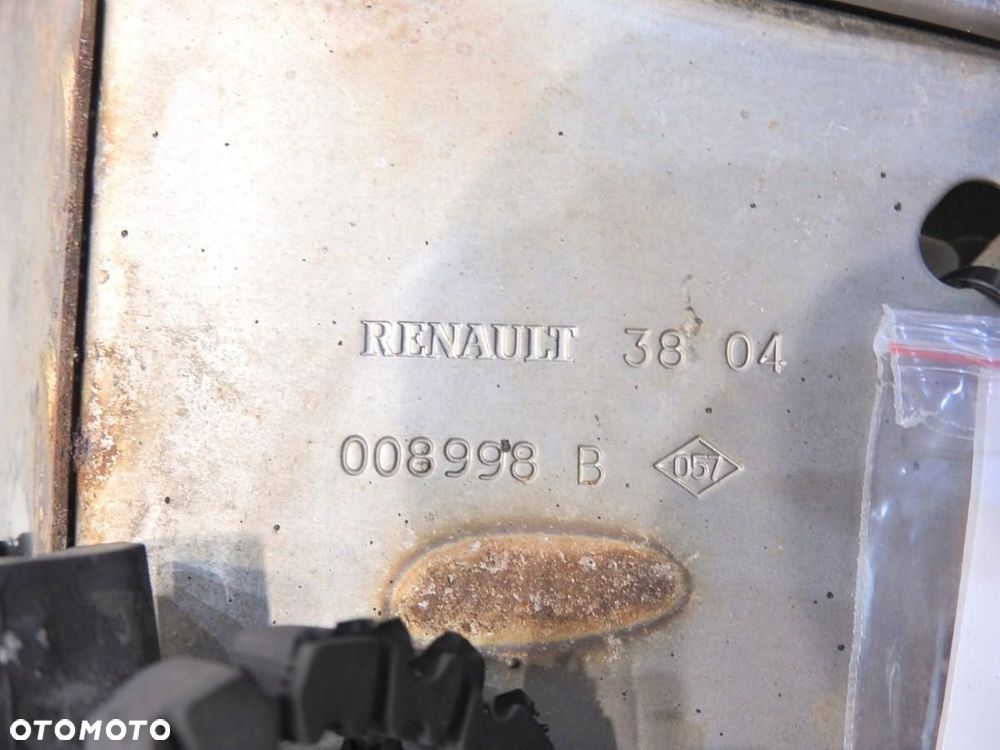 RENAULT 38 04
008998 B 057
OTOMOTO